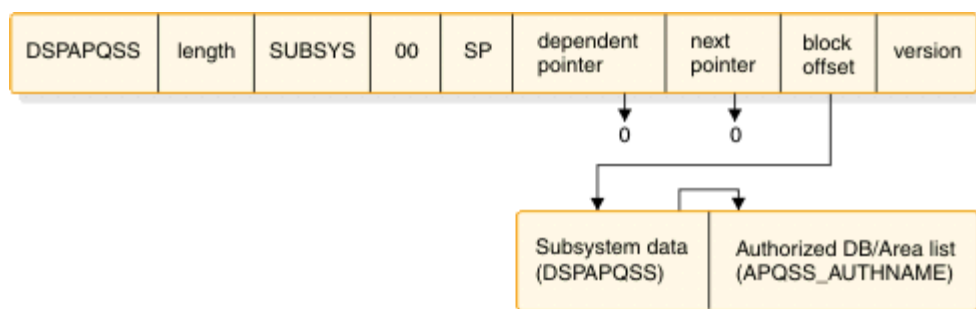 DSPAPQSS length SUBSYS 00 SP dependent pointer next pointer block offset version
0 0
Subsystem data Authorized DB/Area list
(DSPAPQSS) (APQSS_AUTHNAME)